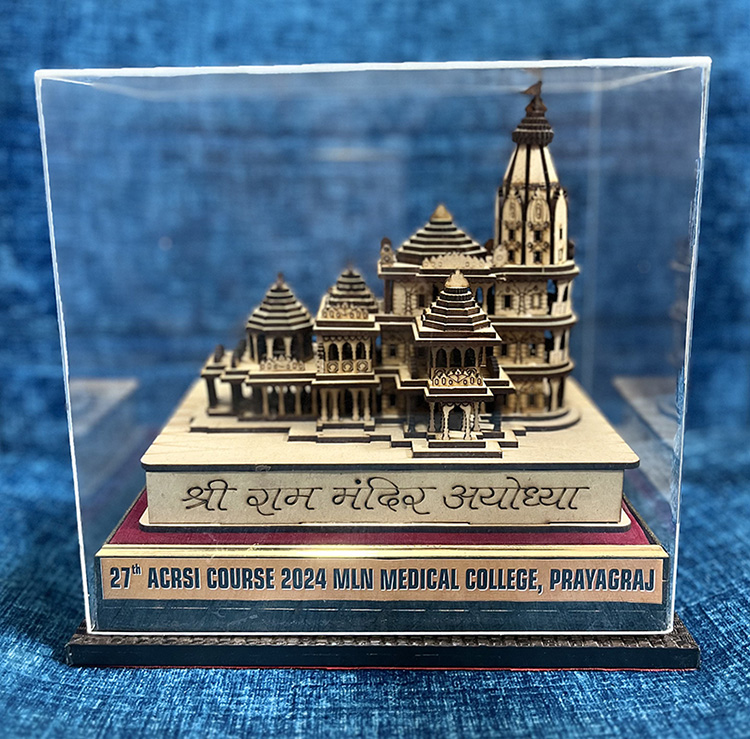 श्री राम मंदिर अयोध्या
27th ACRSI COURSE 2024 MLN MEDICAL COLLEGE, PRAYAGRAJ